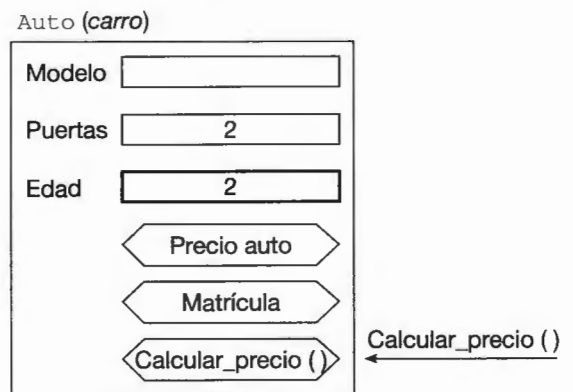 Auto (carro)
Modelo
Puertas 2
Edad 2
Precio auto
Matrícula
Calcular_precio ()
Calcular_precio ()